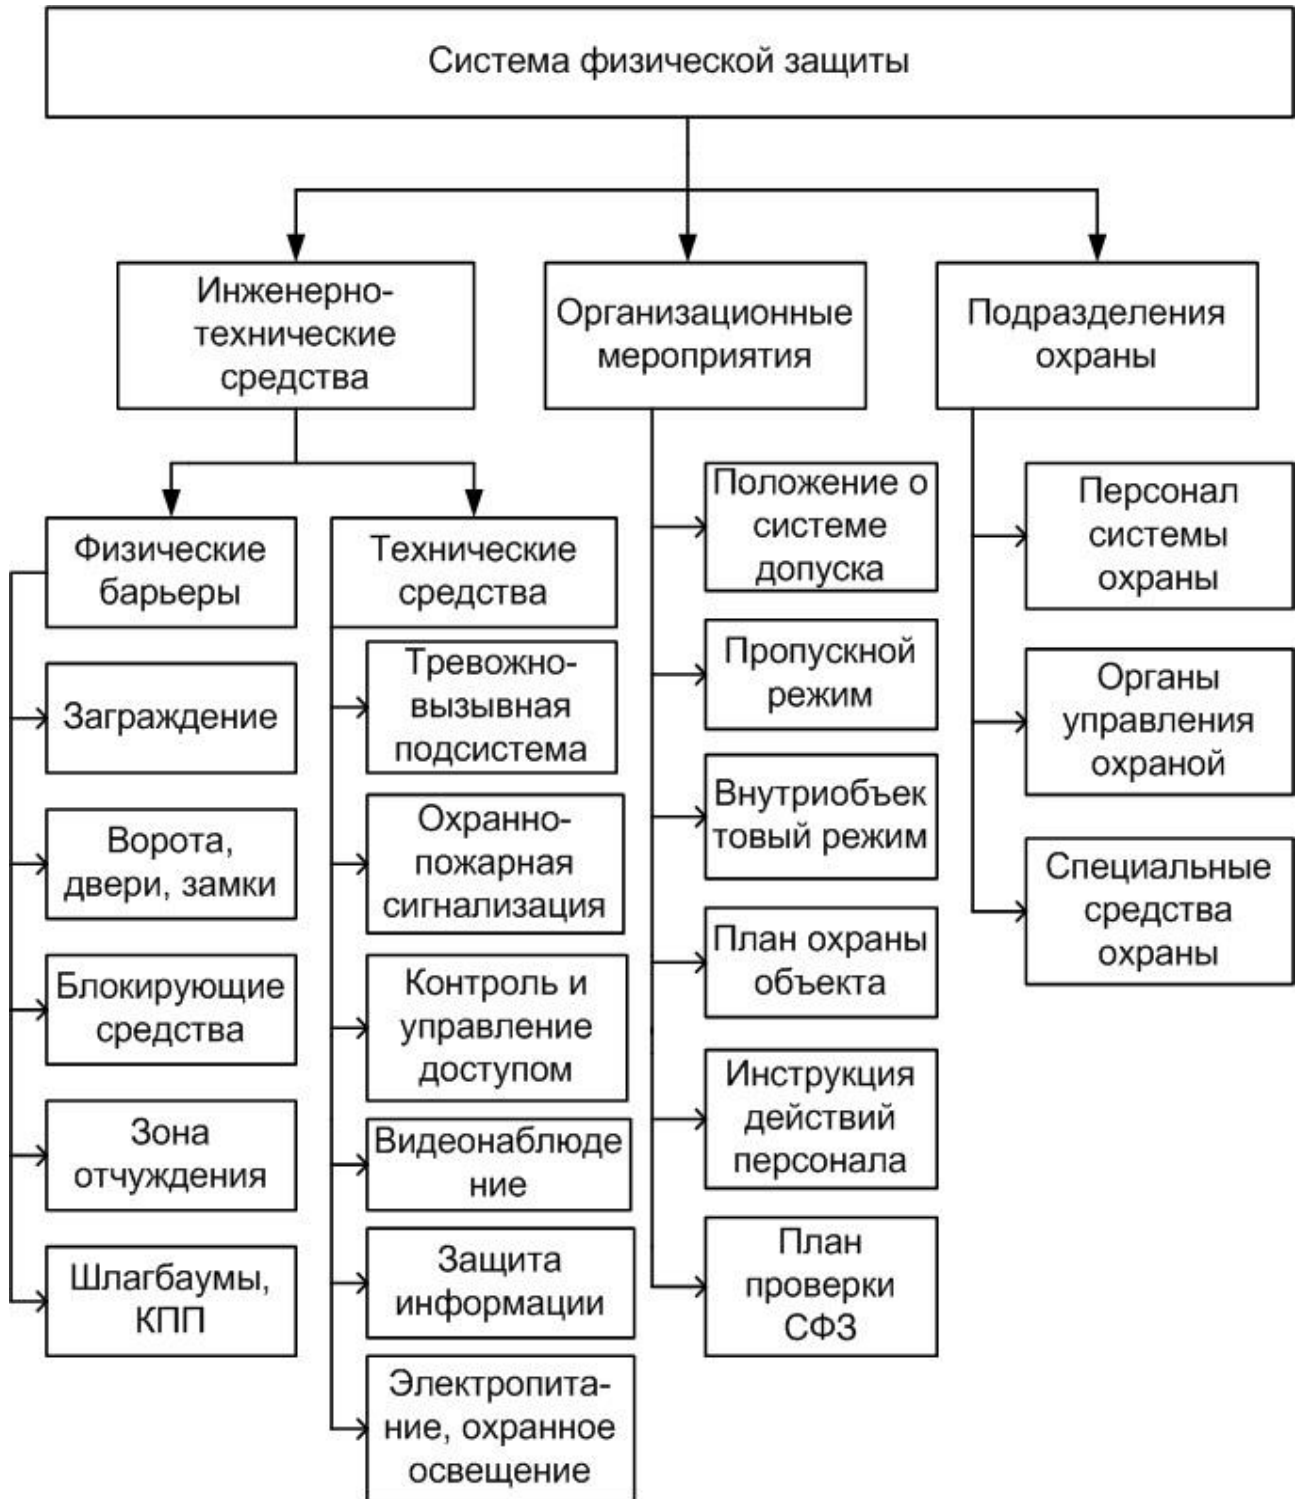 Система физической защиты
Инженерно-
технические
средства
Организационные
мероприятия
Подразделения
охраны
Физические
барьеры
Заграждение
Ворота,
двери, замки
Блокирующие
средства
Зона
отчуждения
Шлагбаумы,
КПП
Технические
средства
Тревожно-
вызывная
подсистема
Охранно-
пожарная
сигнализация
Контроль и
управление
доступом
Видеонаблюде
ние
Защита
информации
Электропита-
ние, охранное
освещение
Положение о
системе
допуска
Пропускной
режим
Внутриобъек
товый режим
План охраны
объекта
Инструкция
действий
персонала
План
проверки
СФЗ
Персонал
системы
охраны
Органы
управления
охраной
Специальные
средства
охраны